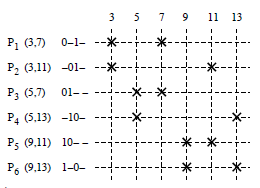 3 5 7 9 11 13
P1 (3,7) 0–1–
P2 (3,11) –01–
P3 (5,7) 01– –
P4 (5,13) –10–
P5 (9,11) 10– –
P6 (9,13) 1–0–